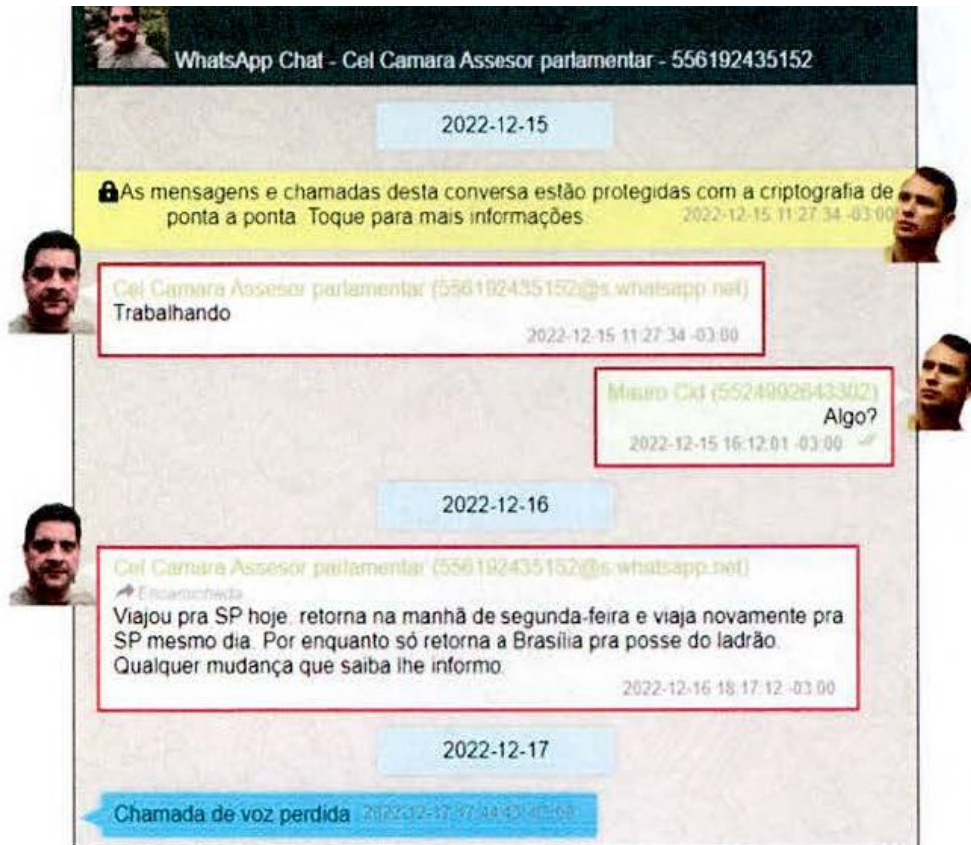 WhatsApp Chat - Cel Camara Assesor parlamentar - 556192435152
2022-12-15
As mensagens e chamadas desta conversa estão protegidas com a criptografia de
ponta a ponta. Toque para mais informações 2022-12-15 11:27:34 -03:00
Cel Camara Assesor parlamentar (556192435152@s.whatsapp.net)
Trabalhando
2022-12-15 11:27:34 -03:00
Mauro Cid (5524992643302)
Algo?
2022-12-15 16:12:01 -03:00
2022-12-16
Cel Camara Assesor parlamentar (556192435152@s.whatsapp.net)
Encaminhada
Viajou pra SP hoje. retorna na manhã de segunda-feira e viaja novamente pra
SP mesmo dia. Por enquanto só retorna a Brasília pra posse do ladrão.
Qualquer mudança que saiba lhe informo.
2022-12-16 18:17:12 -03:00
2022-12-17
Chamada de voz perdida